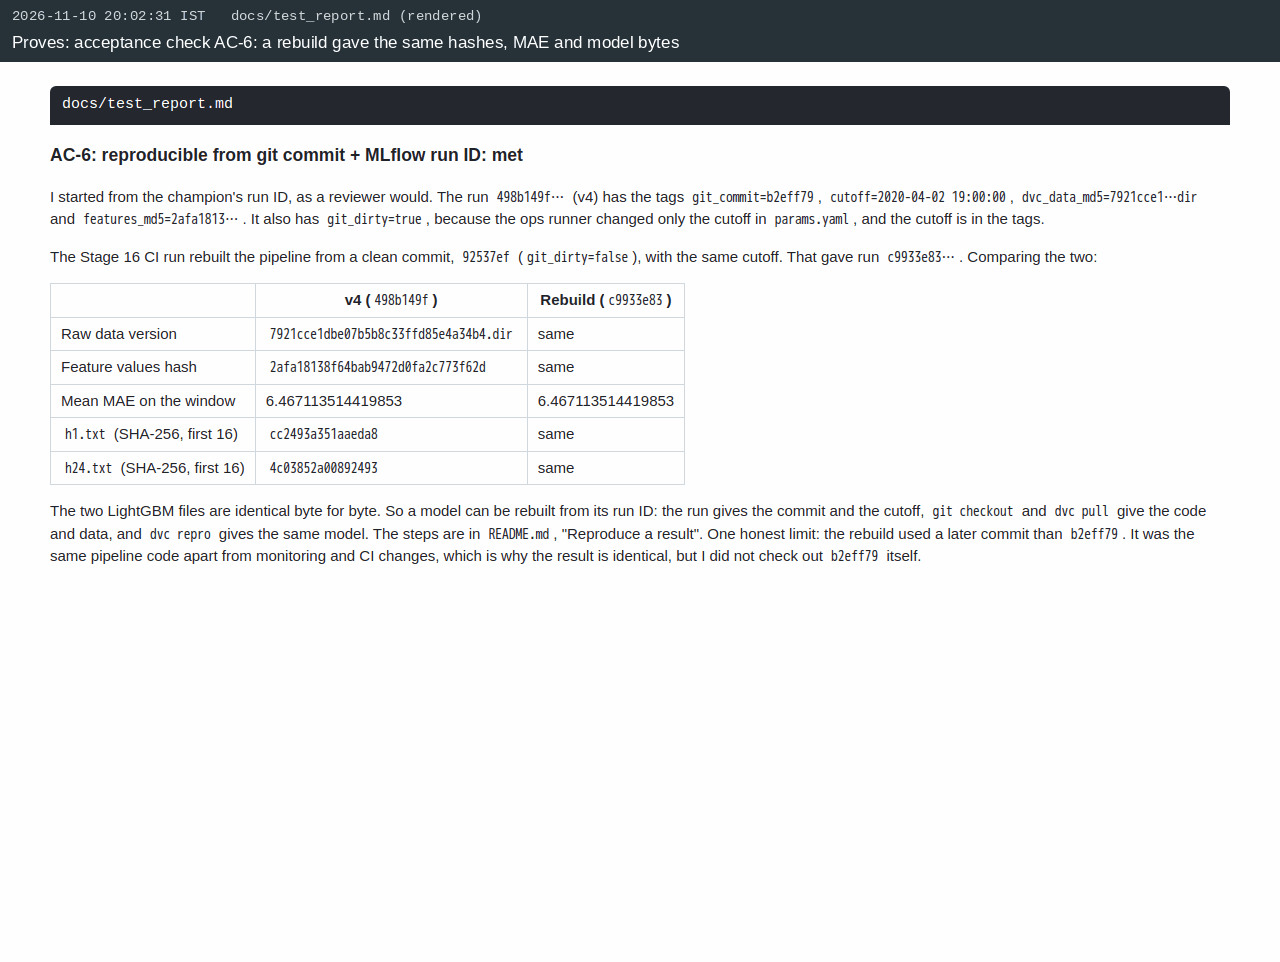 2026-11-10 20:02:31 IST docs/test_report.md (rendered)
Proves: acceptance check AC-6: a rebuild gave the same hashes, MAE and model bytes
docs/test_report.md
AC-6: reproducible from git commit + MLflow run ID: met
I started from the champion's run ID, as a reviewer would. The run 498b149f… (v4) has the tags git_commit=b2eff79 , cutoff=2020-04-02 19:00:00 , dvc_data_md5=7921cce1…dir
and features_md5=2afa1813… . It also has git_dirty=true , because the ops runner changed only the cutoff in params.yaml , and the cutoff is in the tags.
The Stage 16 CI run rebuilt the pipeline from a clean commit, 92537ef ( git_dirty=false ), with the same cutoff. That gave run c9933e83… . Comparing the two:
v4 ( 498b149f ) Rebuild ( c9933e83 )
Raw data version 7921cce1dbe07b5b8c33ffd85e4a34b4.dir same
Feature values hash 2afa18138f64bab9472d0fa2c773f62d same
Mean MAE on the window 6.467113514419853 6.467113514419853
h1.txt (SHA-256, first 16) cc2493a351aaeda8 same
h24.txt (SHA-256, first 16) 4c03852a00892493 same
The two LightGBM files are identical byte for byte. So a model can be rebuilt from its run ID: the run gives the commit and the cutoff, git checkout and dvc pull give the code
and data, and dvc repro gives the same model. The steps are in README.md , "Reproduce a result". One honest limit: the rebuild used a later commit than b2eff79 . It was the
same pipeline code apart from monitoring and CI changes, which is why the result is identical, but I did not check out b2eff79 itself.